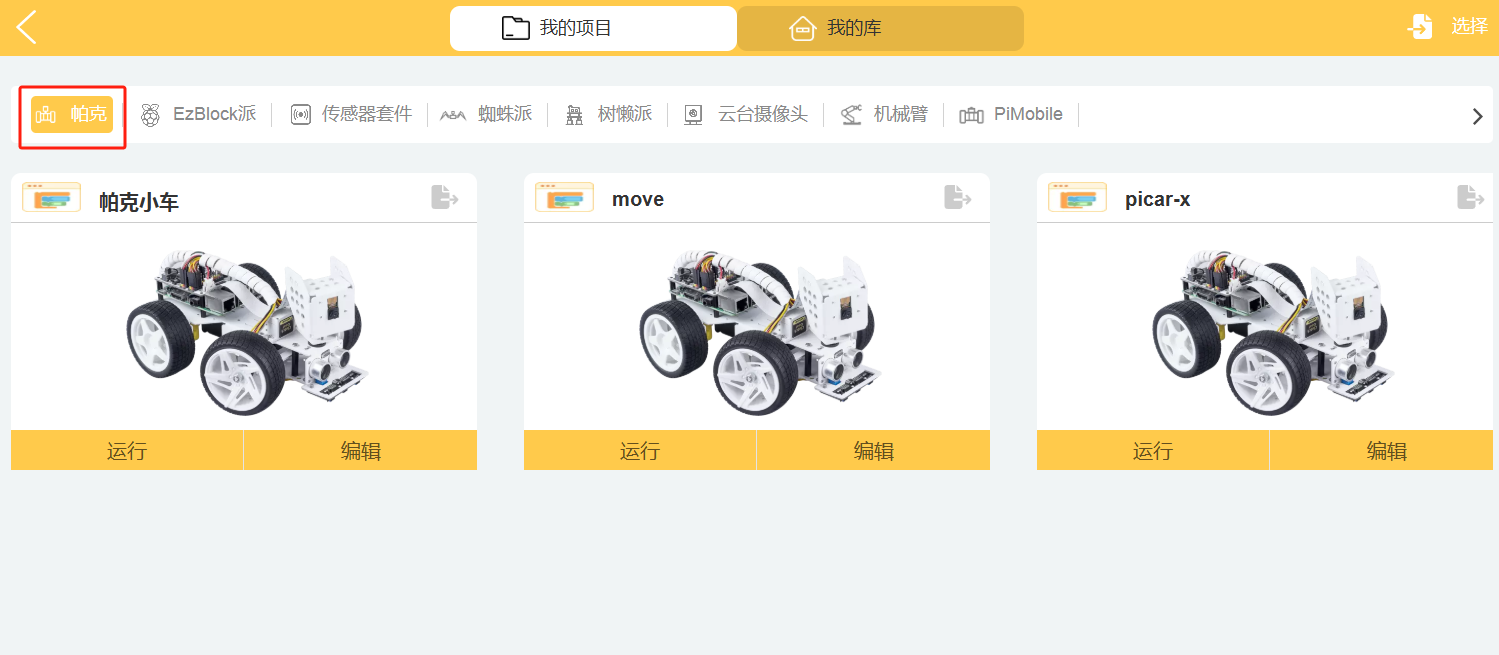 我的项目 我的库 选择
帕克 EzBlock派 传感器套件 蜘蛛派 树懒派 云台摄像头 机械臂 PiMobile
帕克小车 move picar-x
运行 编辑 运行 编辑 运行 编辑